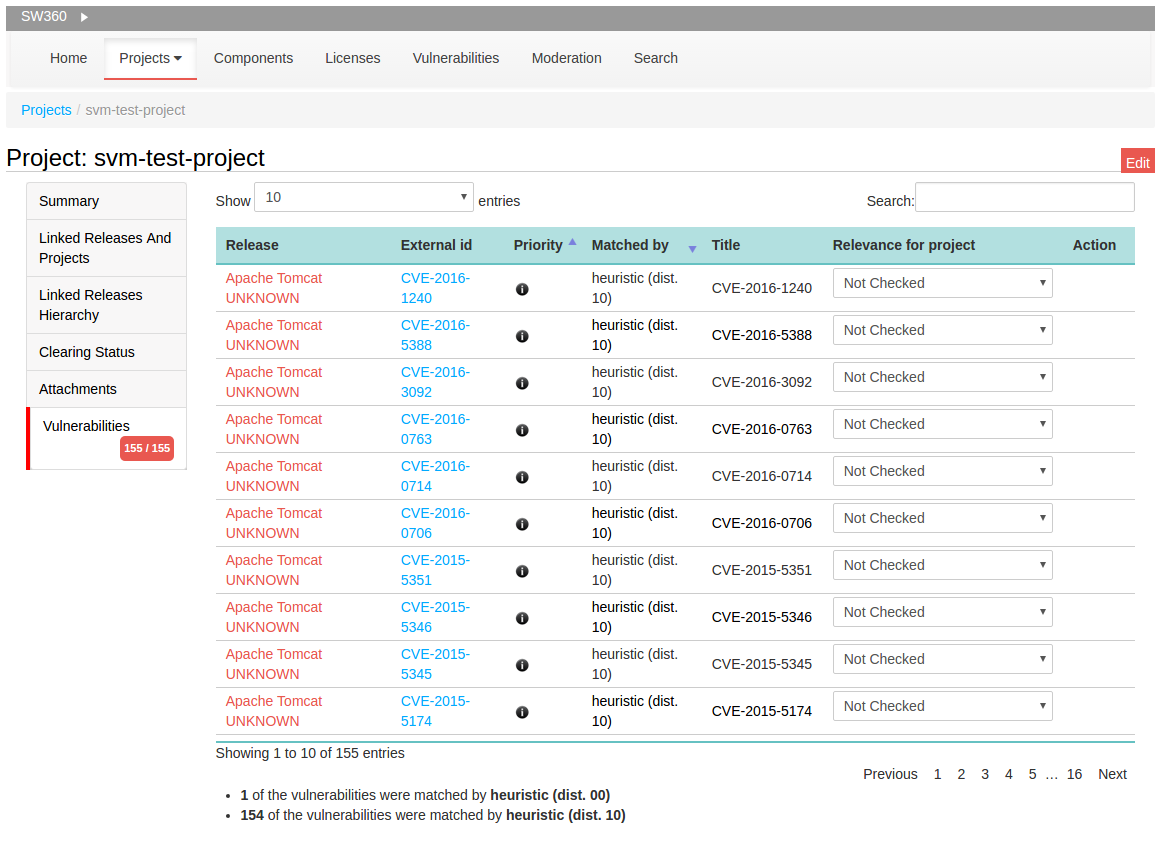 SW360
Home Projects Components Licenses Vulnerabilities Moderation Search
Projects / svm-test-project
Project: svm-test-project
Edit
Summary
Linked Releases And
Projects
Linked Releases
Hierarchy
Clearing Status
Attachments
Vulnerabilities
155 / 155
Show 10 entries Search:
Release External id Priority Matched by Title Relevance for project Action
Apache Tomcat CVE-2016- heuristic (dist.
UNKNOWN 1240 10) CVE-2016-1240 Not Checked
Apache Tomcat CVE-2016- heuristic (dist.
UNKNOWN 5388 10) CVE-2016-5388 Not Checked
Apache Tomcat CVE-2016- heuristic (dist.
UNKNOWN 3092 10) CVE-2016-3092 Not Checked
Apache Tomcat CVE-2016- heuristic (dist.
UNKNOWN 0763 10) CVE-2016-0763 Not Checked
Apache Tomcat CVE-2016- heuristic (dist.
UNKNOWN 0714 10) CVE-2016-0714 Not Checked
Apache Tomcat CVE-2016- heuristic (dist.
UNKNOWN 0706 10) CVE-2016-0706 Not Checked
Apache Tomcat CVE-2015- heuristic (dist.
UNKNOWN 5351 10) CVE-2015-5351 Not Checked
Apache Tomcat CVE-2015- heuristic (dist.
UNKNOWN 5346 10) CVE-2015-5346 Not Checked
Apache Tomcat CVE-2015- heuristic (dist.
UNKNOWN 5345 10) CVE-2015-5345 Not Checked
Apache Tomcat CVE-2015- heuristic (dist.
UNKNOWN 5174 10) CVE-2015-5174 Not Checked
Showing 1 to 10 of 155 entries
Previous 1 2 3 4 5 … 16 Next
• 1 of the vulnerabilities were matched by heuristic (dist. 00)
• 154 of the vulnerabilities were matched by heuristic (dist. 10)